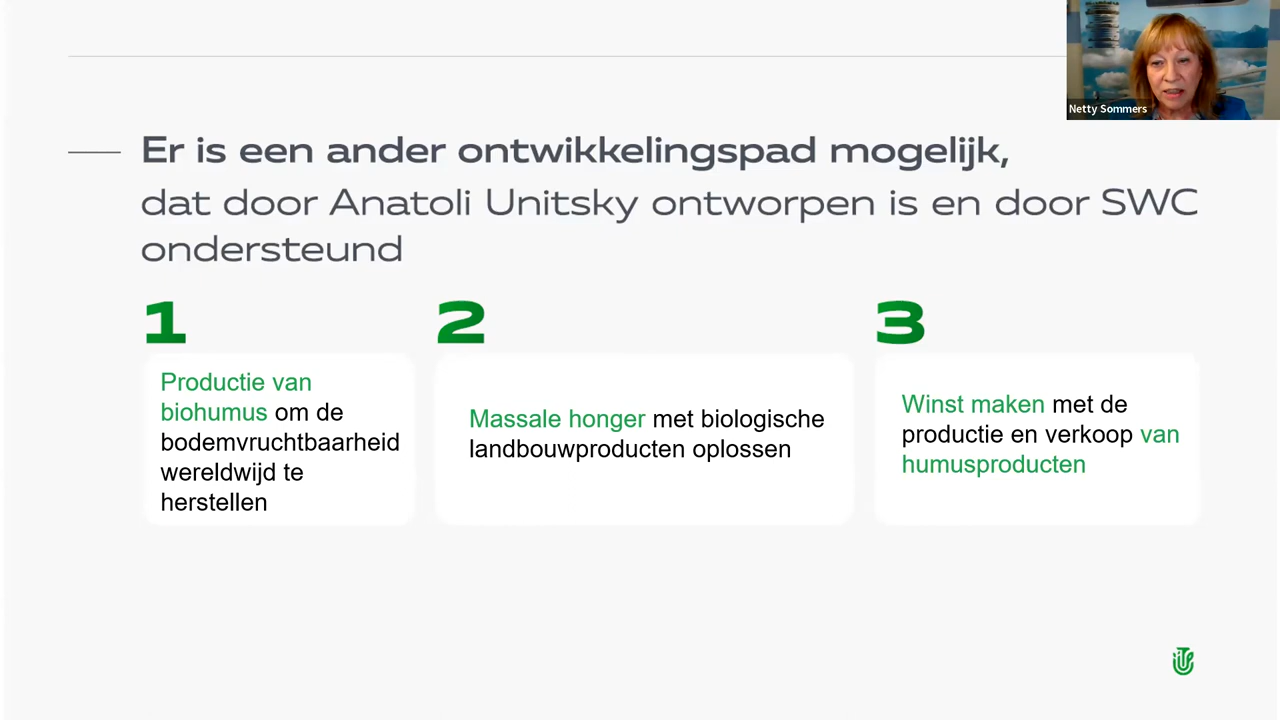 Netty Sommers
Er is een ander ontwikkelingspad mogelijk,
dat door Anatoli Unitsky ontworpen is en door SWC
ondersteund
1
Productie van
biohumus om de
bodemvruchtbaarheid
wereldwijd te
herstellen
2
Massale honger met biologische
landbouwproducten oplossen
3
Winst maken met de
productie en verkoop van
humusproducten